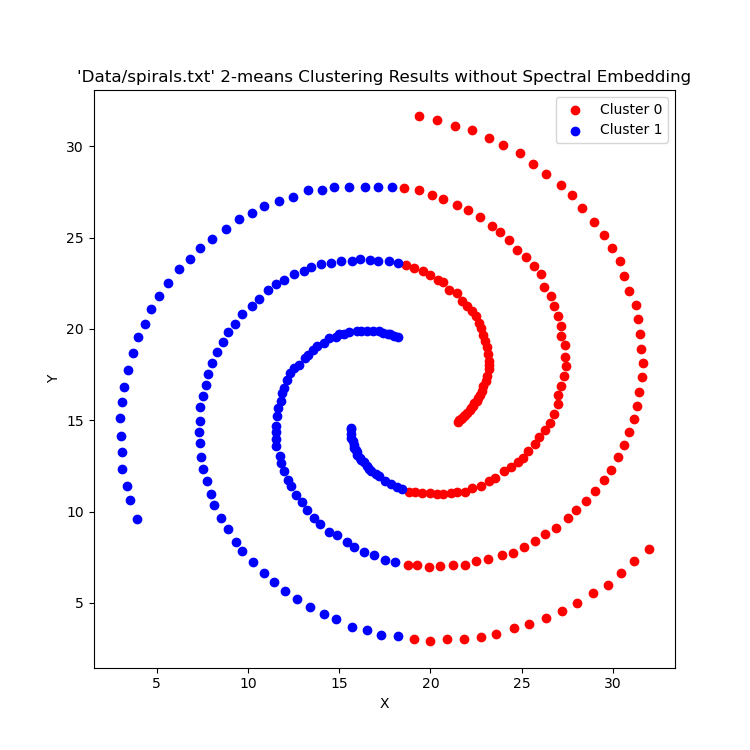 'Data/spirals.txt' 2-means Clustering Results without Spectral Embedding
Cluster 0
Cluster 1
30
25
20
15
10
5
Y
5
10
15
20
25
30
X